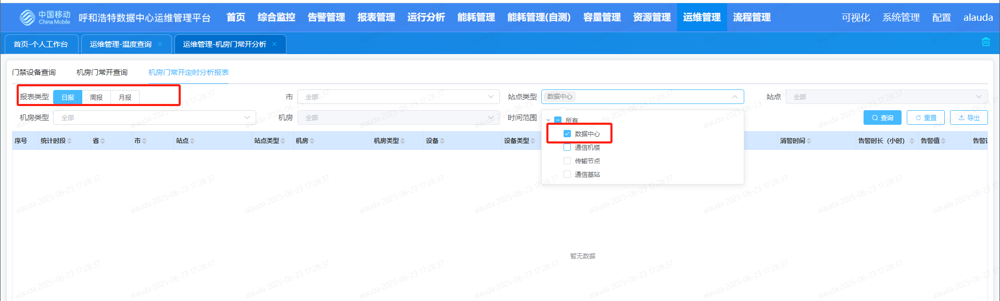 中国移动
China Mobile
呼和浩特数据中心运维管理平台
首页 综合监控 告警管理 报表管理 运行分析 能耗管理 能耗管理(自测) 容量管理 资源管理 运维管理 流程管理
可视化 系统管理 配置 alauda
首页-个人工作台 运维管理-温度查询 运维管理-机房门常开分析
门禁设备查询 机房门常开查询 机房门常开定时分析报表
报表类型 日报 周报 月报 市 全部 站点类型 数据中心 站点 全部
机房类型 全部 机房 全部 时间范围 查询 重置 导出
所有
数据中心
通信机楼
传输节点
通信基站
序号 统计时段 省 市 站点 站点类型 机房 机房类型 设备 设备类型 消警时间 告警时长（小时） 告警值
暂无数据
alauda 2025-06-23 17:28:37